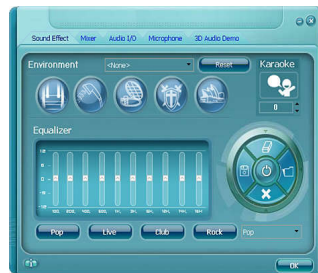 Sound Effect Mixer Audio I/O Microphone 3D Audio Demo
Environment <None> Reset Karaoke
0
Equalizer
Pop Live Club Rock Pop
OK